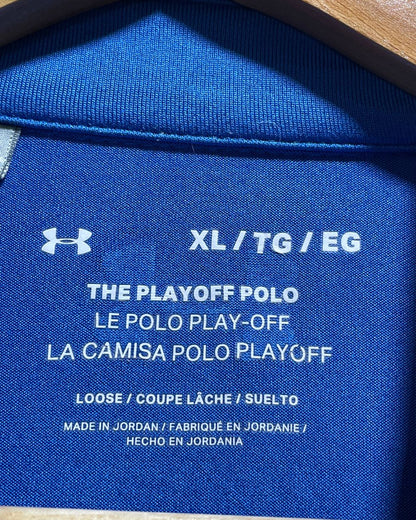 XL / TG / EG
THE PLAYOFF POLO
LE POLO PLAY-OFF
LA CAMISA POLO PLAYOFF
LOOSE / COUPE LÂCHE / SUELTO
MADE IN JORDAN / FABRIQUÉ EN JORDANIE /
HECHO EN JORDANIA